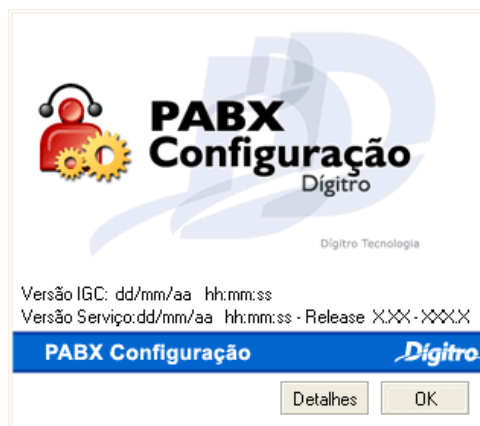 PABX
Configuração
Dígitro
Dígitro Tecnologia
Versão IGC: dd/mm/aa hh:mm:ss
Versão Serviço:dd/mm/aa hh:mm:ss - Release X.XX - XXX.X
PABX Configuração Dígitro
Detalhes OK